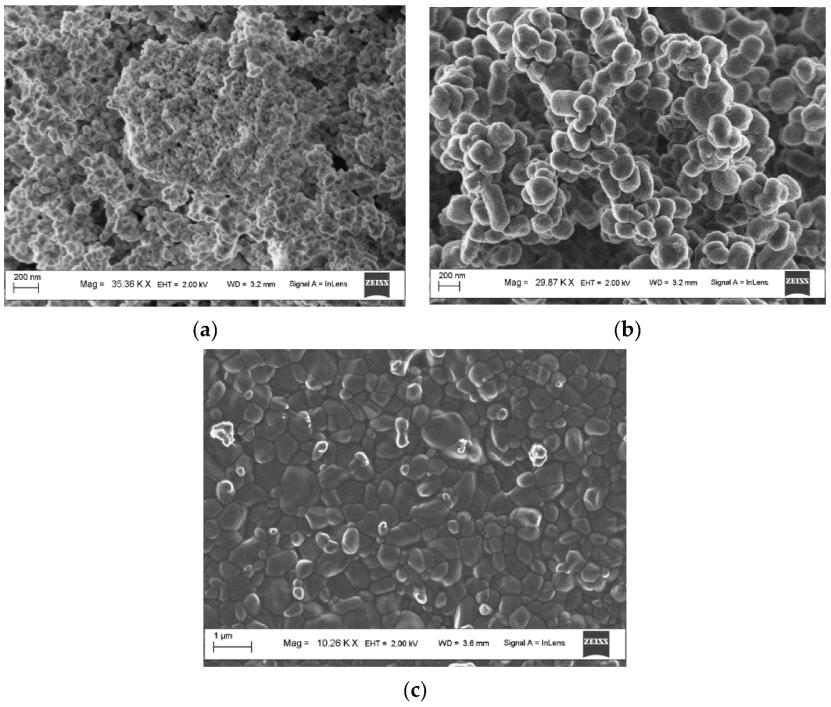 200 nm
Mag = 35.36 K X EHT = 2.00 kV WD = 3.2 mm Signal A = InLens ZEISS
200 nm
Mag = 29.87 K X EHT = 2.00 kV WD = 3.2 mm Signal A = InLens ZEISS
(a) (b)
1 µm
Mag = 10.26 K X EHT = 2.00 kV WD = 3.6 mm Signal A = InLens ZEISS
(c)